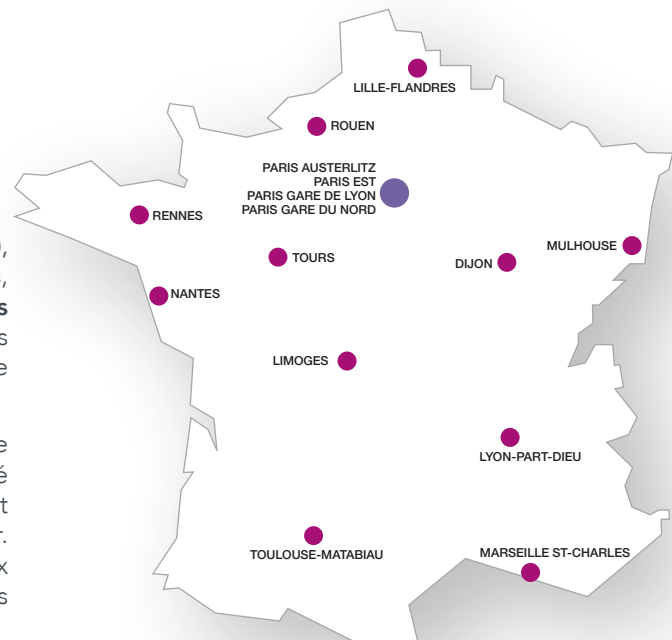 LILLE-FLANDRES
ROUEN
PARIS AUSTERLITZ
PARIS EST
PARIS GARE DE LYON
PARIS GARE DU NORD
RENNES
TOURS
DIJON
MULHOUSE
NANTES
LIMOGES
LYON-PART-DIEU
TOULOUSE-MATABIAU
MARSEILLE ST-CHARLES